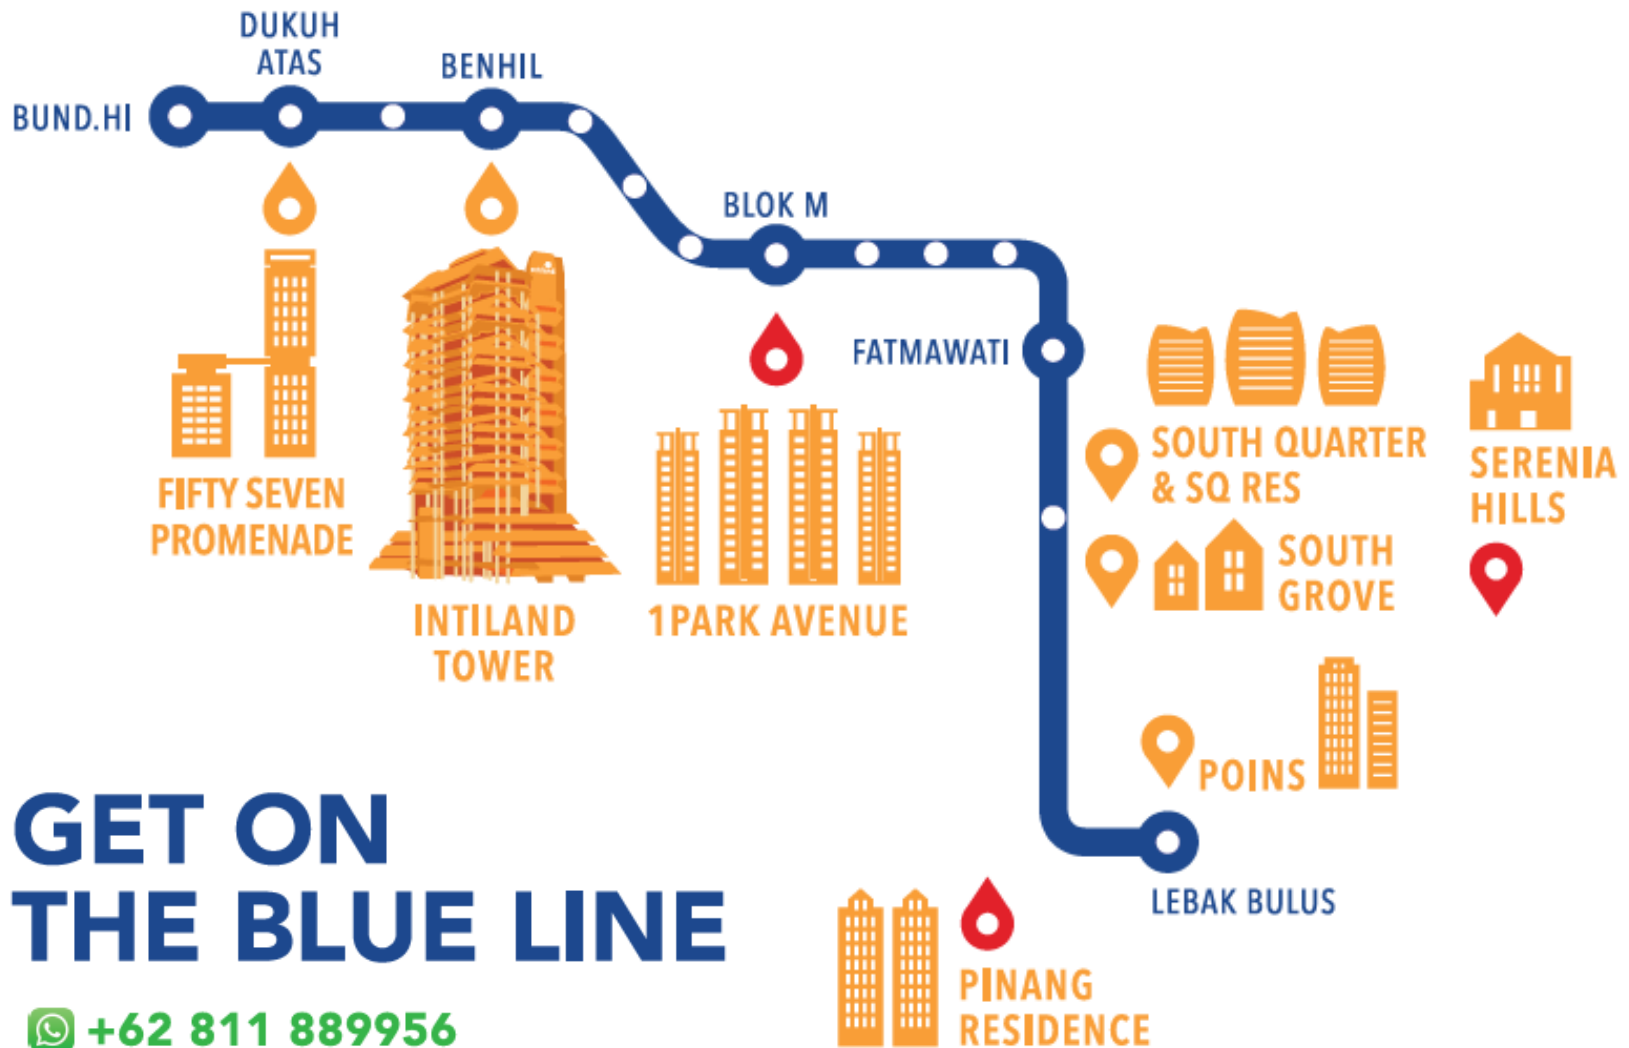 DUKUH
ATAS
BENHIL
BUND.HI
BLOK M
FATMAWATI
SOUTH QUARTER
& SQ RES
SERENIA
HILLS
FIFTY SEVEN
PROMENADE
SOUTH
GROVE
INTILAND
TOWER
1PARK AVENUE
POINS
GET ON
THE BLUE LINE
LEBAK BULUS
PINANG
RESIDENCE
+62 811 889956